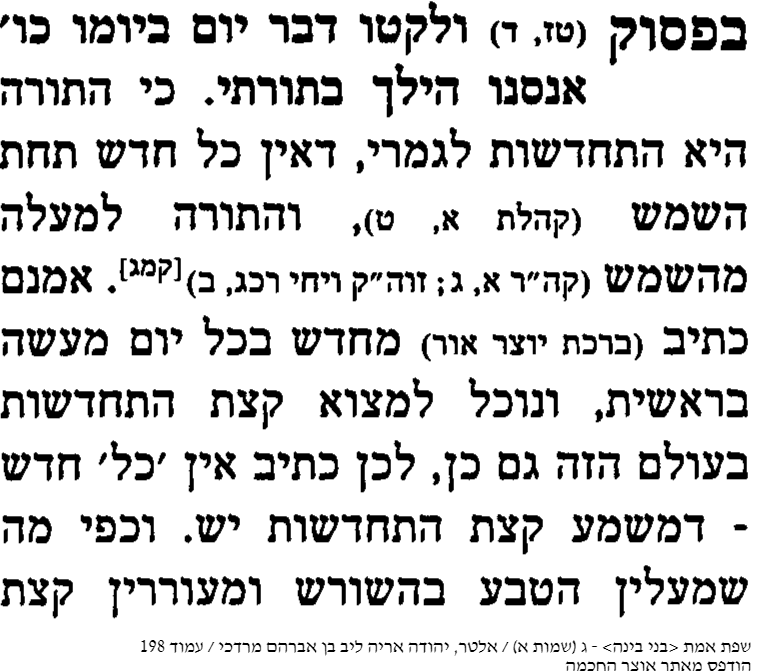 בפסוק (טז, ד) ולקטו דבר יום ביומו כו׳
אנסנו הילך בתורתי. כי התורה
היא התחדשות לגמרי, דאין כל חדש תחת
השמש (קהלת א, ט), והתורה למעלה
מהשמש (קה״ר א, ג; זוה״ק ויחי רכג, ב)[קמג]. אמנם
כתיב (ברכת יוצר אור) מחדש בכל יום מעשה
בראשית, ונוכל למצוא קצת התחדשות
בעולם הזה גם כן, לכן כתיב אין ׳כל׳ חדש
- דמשמע קצת התחדשות יש. וכפי מה
שמעלין הטבע בהשורש ומעוררין קצת
שפת אמת <בני בינה> - ג (שמות א) / אלטר, יהודה אריה ליב בן אברהם מרדכי / עמוד 198
הודפס מאתר אוצר החכמה